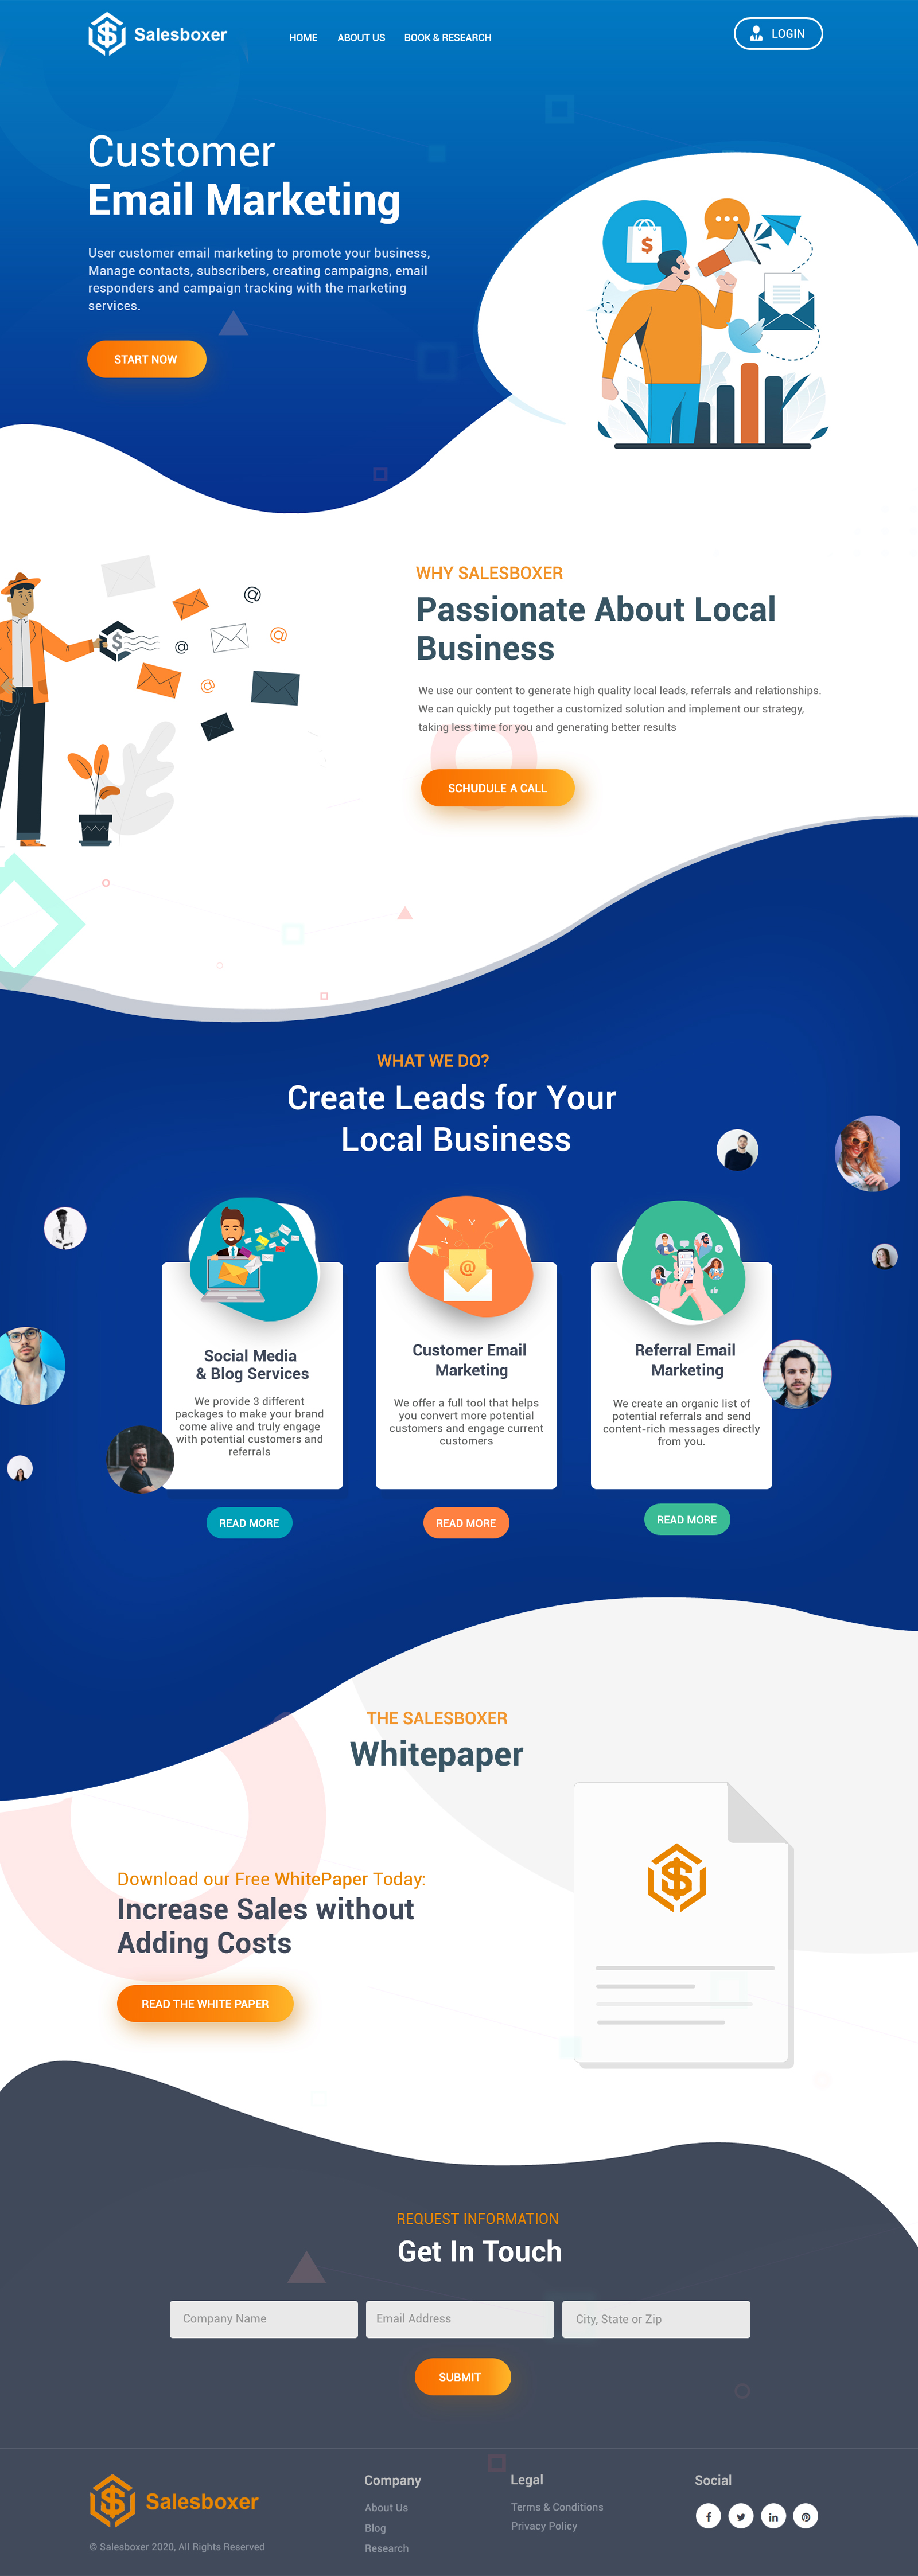 Salesboxer
HOME ABOUT US BOOK & RESEARCH
LOGIN
Customer
Email Marketing
User customer email marketing to promote your business,
Manage contacts, subscribers, creating campaigns, email
responders and campaign tracking with the marketing
services.
START NOW
WHY SALESBOXER
Passionate About Local
Business
We use our content to generate high quality local leads, referrals and relationships.
We can quickly put together a customized solution and implement our strategy,
taking less time for you and generating better results
SCHUDULE A CALL
WHAT WE DO?
Create Leads for Your
Local Business
Social Media
& Blog Services
We provide 3 different
packages to make your brand
come alive and truly engage
with potential customers and
referrals
READ MORE
Customer Email
Marketing
We offer a full tool that helps
you convert more potential
customers and engage current
customers
READ MORE
Referral Email
Marketing
We create an organic list of
potential referrals and send
content-rich messages directly
from you.
READ MORE
THE SALESBOXER
Whitepaper
Download our Free WhitePaper Today:
Increase Sales without
Adding Costs
READ THE WHITE PAPER
REQUEST INFORMATION
Get In Touch
Company Name
Email Address
City, State or Zip
SUBMIT
Salesboxer
© Salesboxer 2020, All Rights Reserved
Company
About Us
Blog
Research
Legal
Terms & Conditions
Privacy Policy
Social